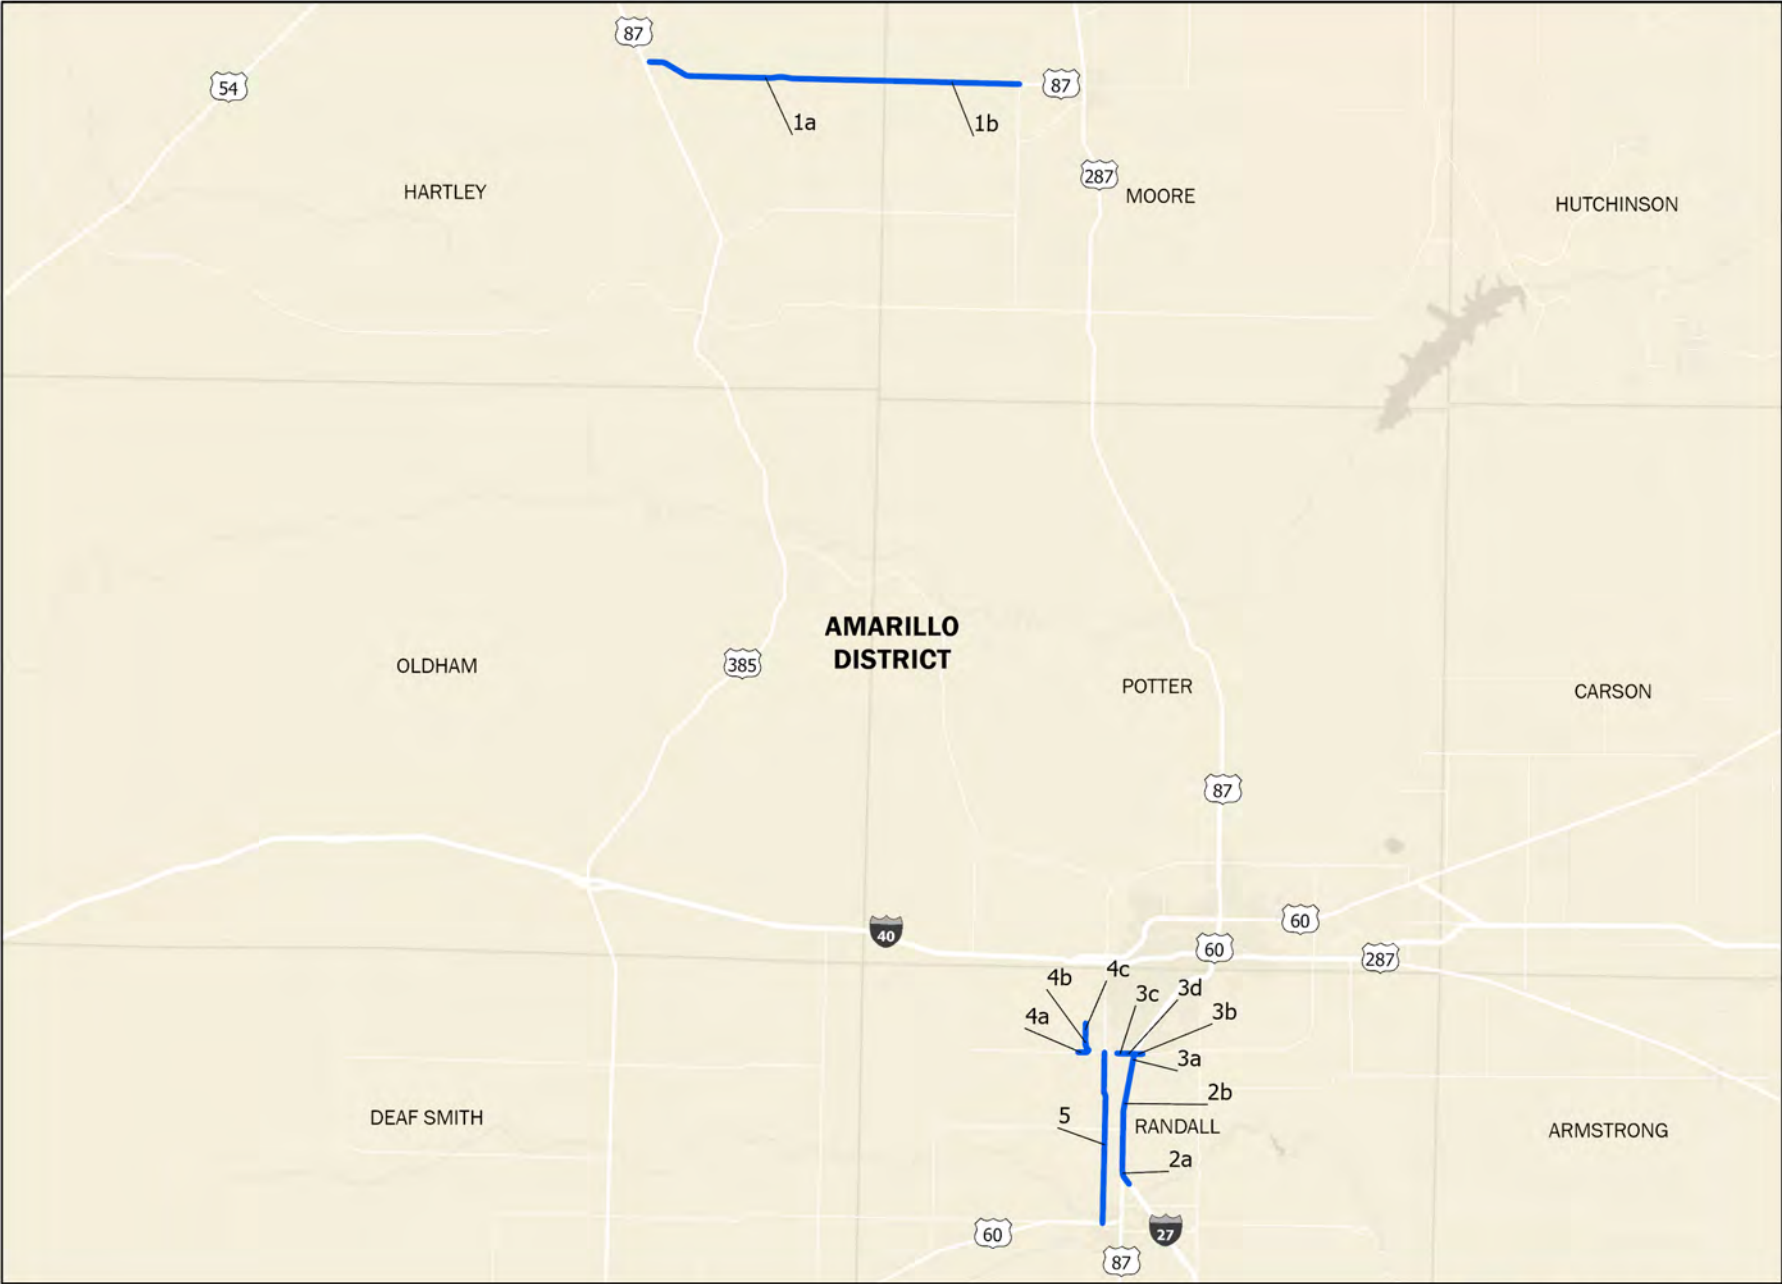 87
54
87
1a
1b
287
HARTLEY
MOORE
HUTCHINSON
AMARILLO
DISTRICT
385
OLDHAM
POTTER
CARSON
87
60
40
60
287
4b
4c
3c
3d
4a
3b
3a
2b
5
DEAF SMITH
RANDALL
ARMSTRONG
2a
60
27
87